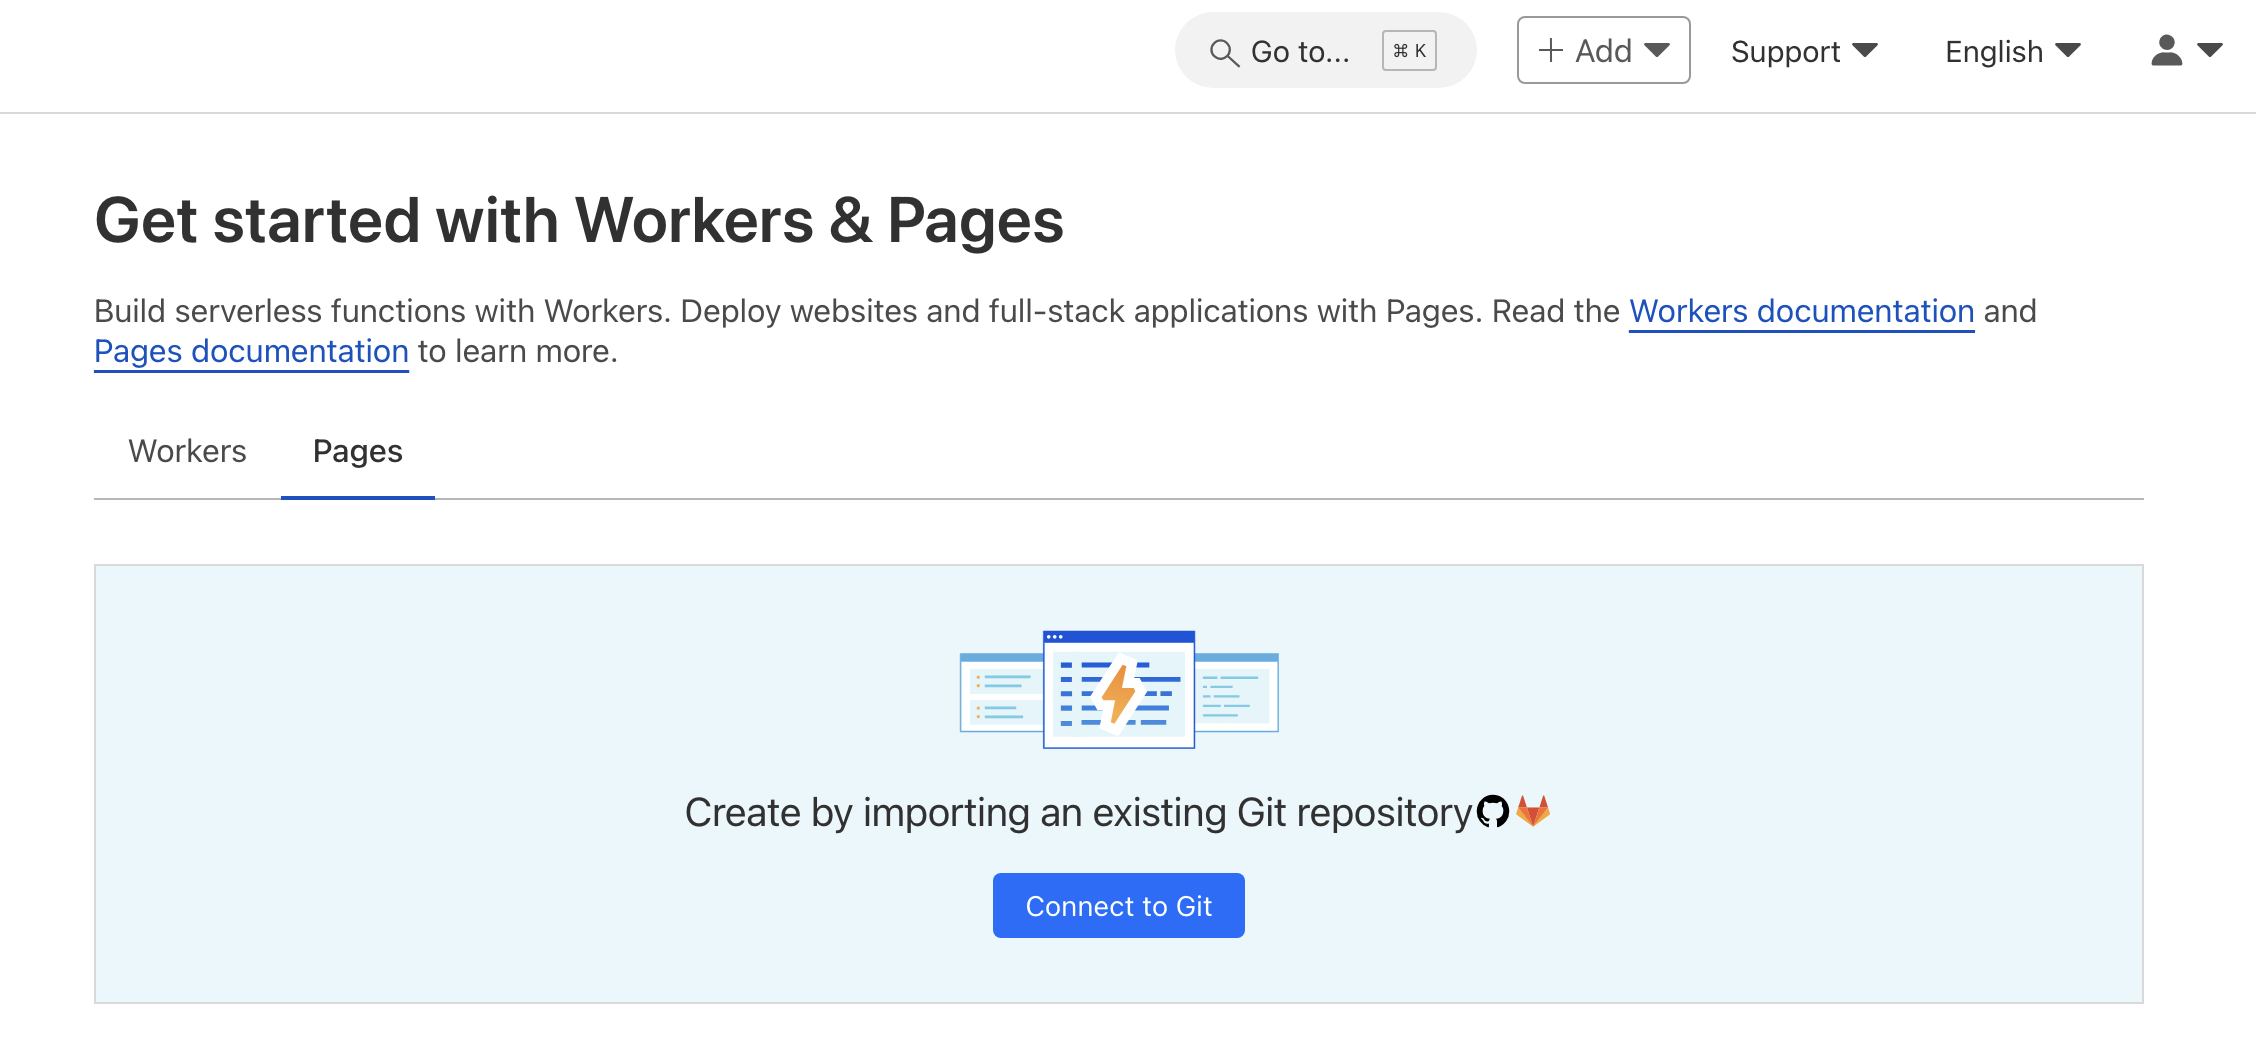 Go to... ⌘ K
+ Add
Support
English
Get started with Workers & Pages
Build serverless functions with Workers. Deploy websites and full-stack applications with Pages. Read the Workers documentation and
Pages documentation to learn more.
Workers
Pages
Create by importing an existing Git repository
Connect to Git